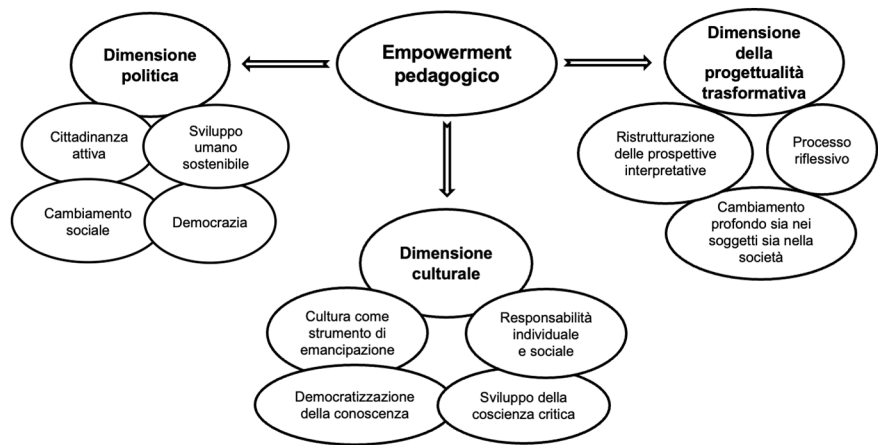 Empowerment
pedagogico
Dimensione
politica
Cittadinanza
attiva
Sviluppo
umano
sostenibile
Cambiamento
sociale
Democrazia
Dimensione
culturale
Cultura come
strumento di
emancipazione
Responsabilità
individuale
e sociale
Democratizzazione
della conoscenza
Sviluppo della
coscienza critica
Dimensione
della
progettualità
trasformativa
Ristrutturazione
delle prospettive
interpretative
Processo
riflessivo
Cambiamento
profondo sia nei
soggetti sia nella
società